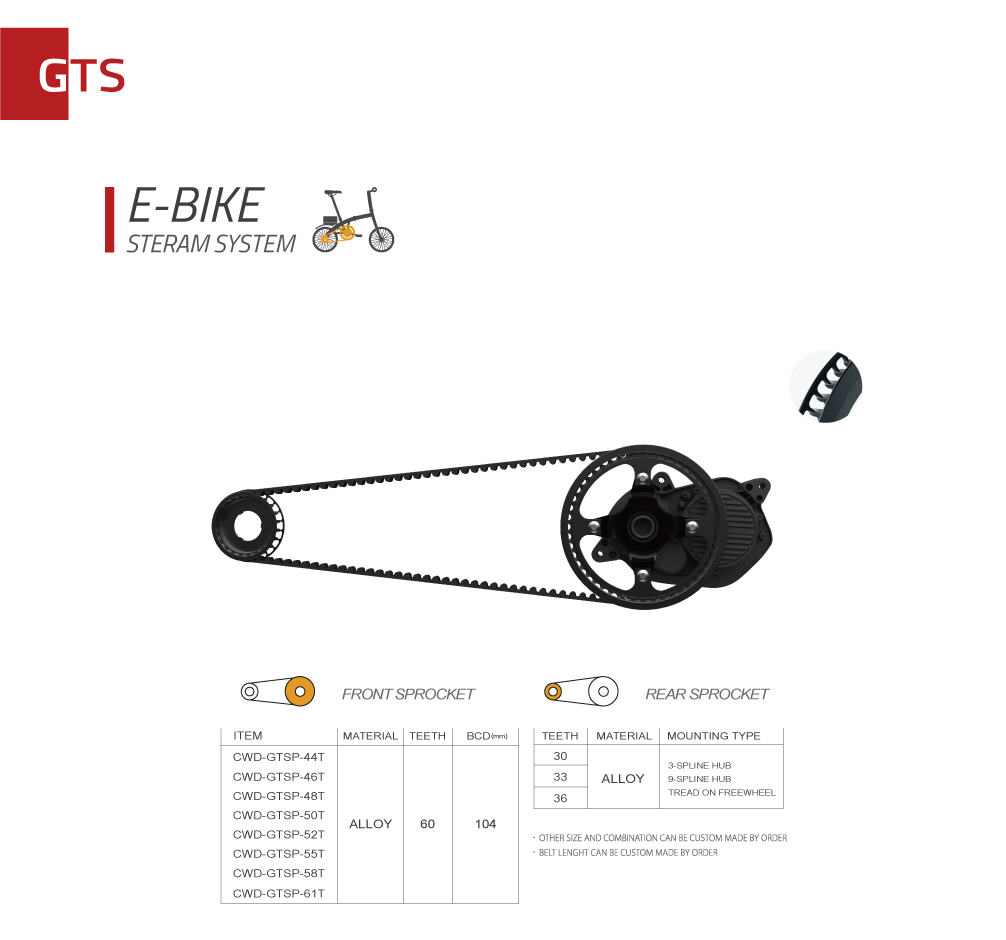 GTS
E-BIKE
STERAM SYSTEM
FRONT SPROCKET
ITEM MATERIAL TEETH BCD(mm)
CWD-GTSP-44T
CWD-GTSP-46T
CWD-GTSP-48T
CWD-GTSP-50T
CWD-GTSP-52T
CWD-GTSP-55T
CWD-GTSP-58T
CWD-GTSP-61T
ALLOY 60 104
REAR SPROCKET
TEETH MATERIAL MOUNTING TYPE
30
33
36
ALLOY
3-SPLINE HUB
9-SPLINE HUB
TREAD ON FREEWHEEL
· OTHER SIZE AND COMBINATION CAN BE CUSTOM MADE BY ORDER
· BELT LENGHT CAN BE CUSTOM MADE BY ORDER